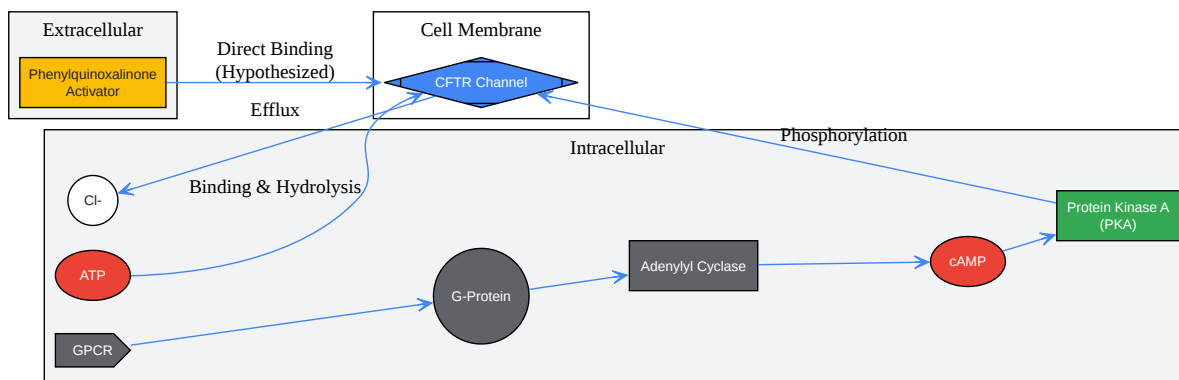 Extracellular
Cell Membrane
Phenylquinoxalinone
Activator
Direct Binding
(Hypothesized)
CFTR Channel
Efflux
Phosphorylation
Intracellular
Binding & Hydrolysis
Cl-
Protein Kinase A
(PKA)
ATP
Adenylyl Cyclase
cAMP
G-Protein
GPCR